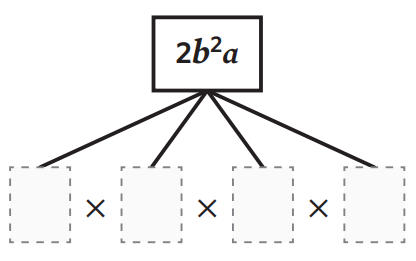 2b²a
× × ×